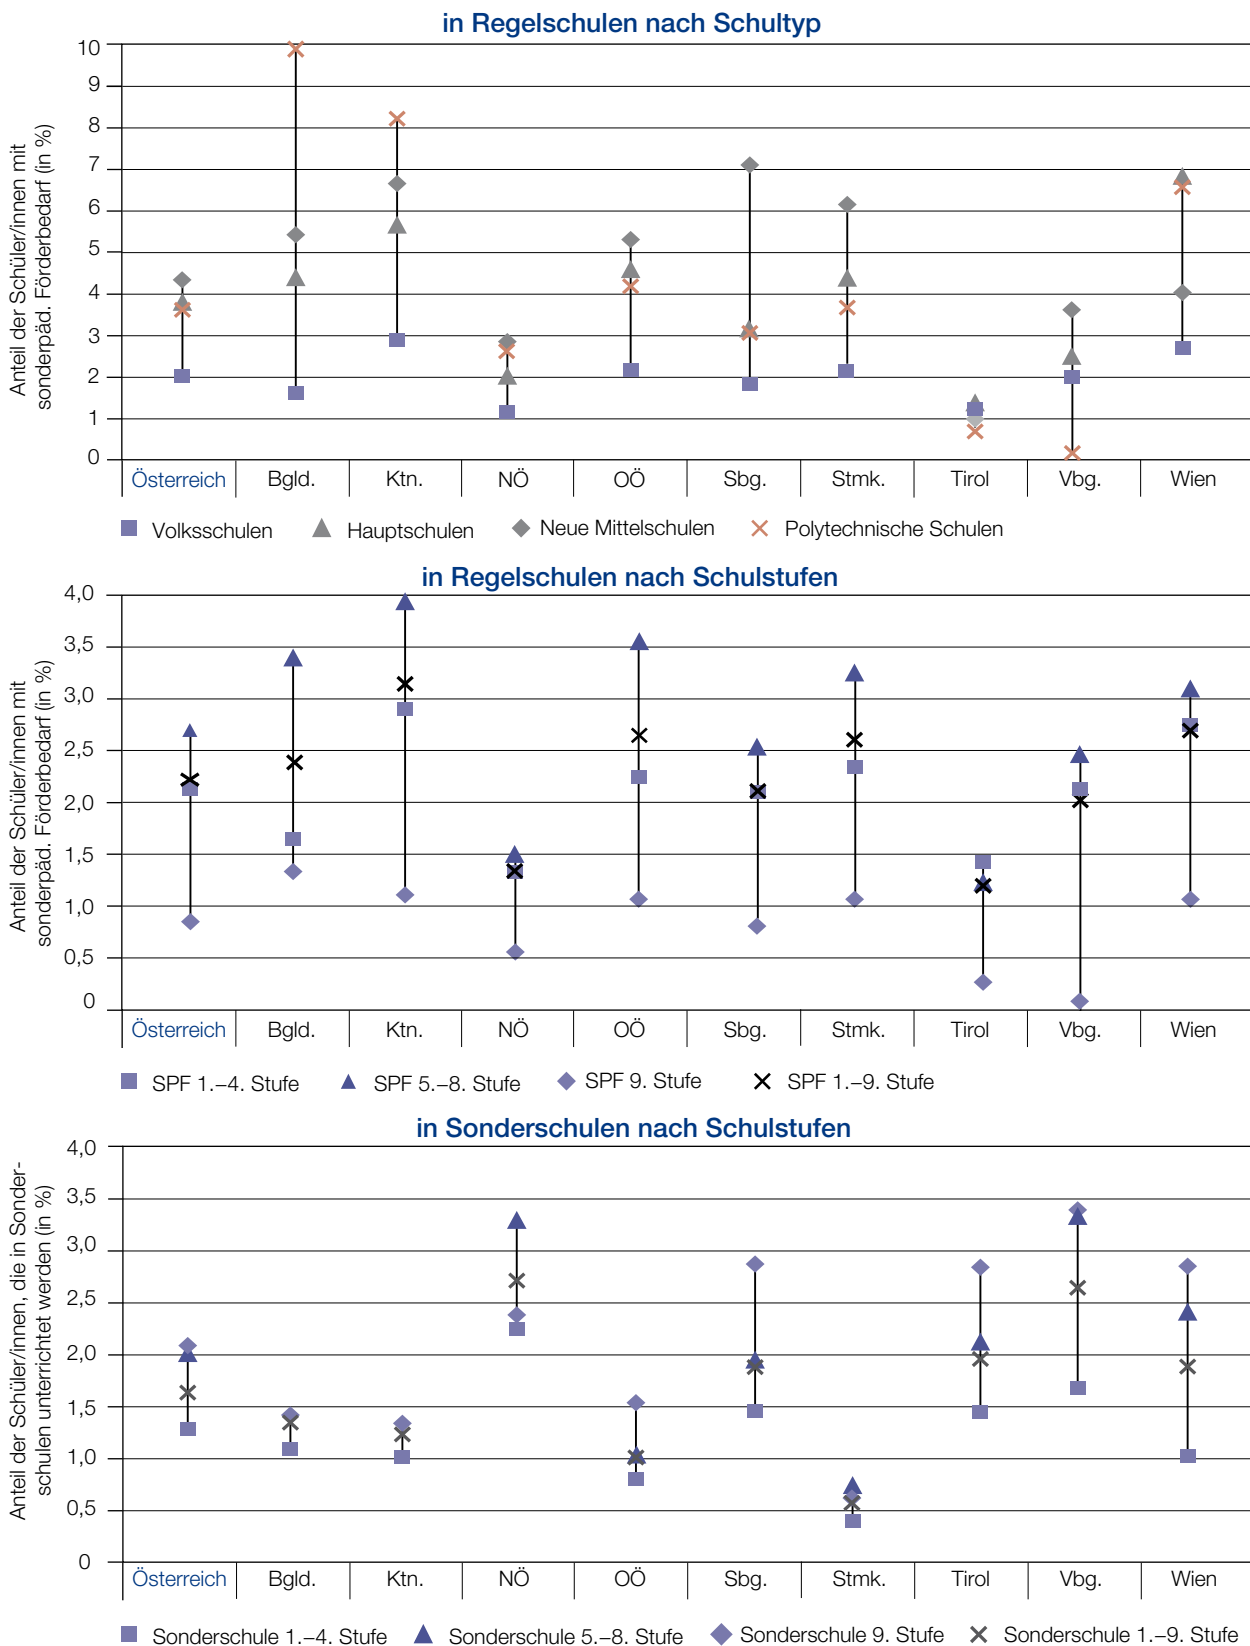 in Regelschulen nach Schultyp
Anteil der Schüler/innen mit
sonderpäd. Förderbedarf (in %)
10
9
8
7
6
5
4
3
2
1
0
Österreich Bgld. Ktn. NÖ OÖ Sbg. Stmk. Tirol Vbg. Wien
Volksschulen Hauptschulen Neue Mittelschulen Polytechnische Schulen
in Regelschulen nach Schulstufen
Anteil der Schüler/innen mit
sonderpäd. Förderbedarf (in %)
4,0
3,5
3,0
2,5
2,0
1,5
1,0
0,5
0
Österreich Bgld. Ktn. NÖ OÖ Sbg. Stmk. Tirol Vbg. Wien
SPF 1.–4. Stufe SPF 5.–8. Stufe SPF 9. Stufe SPF 1.–9. Stufe
in Sonderschulen nach Schulstufen
Anteil der Schüler/innen, die in Sonder-
schulen unterrichtet werden (in %)
4,0
3,5
3,0
2,5
2,0
1,5
1,0
0,5
0
Österreich Bgld. Ktn. NÖ OÖ Sbg. Stmk. Tirol Vbg. Wien
Sonderschule 1.–4. Stufe Sonderschule 5.–8. Stufe Sonderschule 9. Stufe Sonderschule 1.–9. Stufe